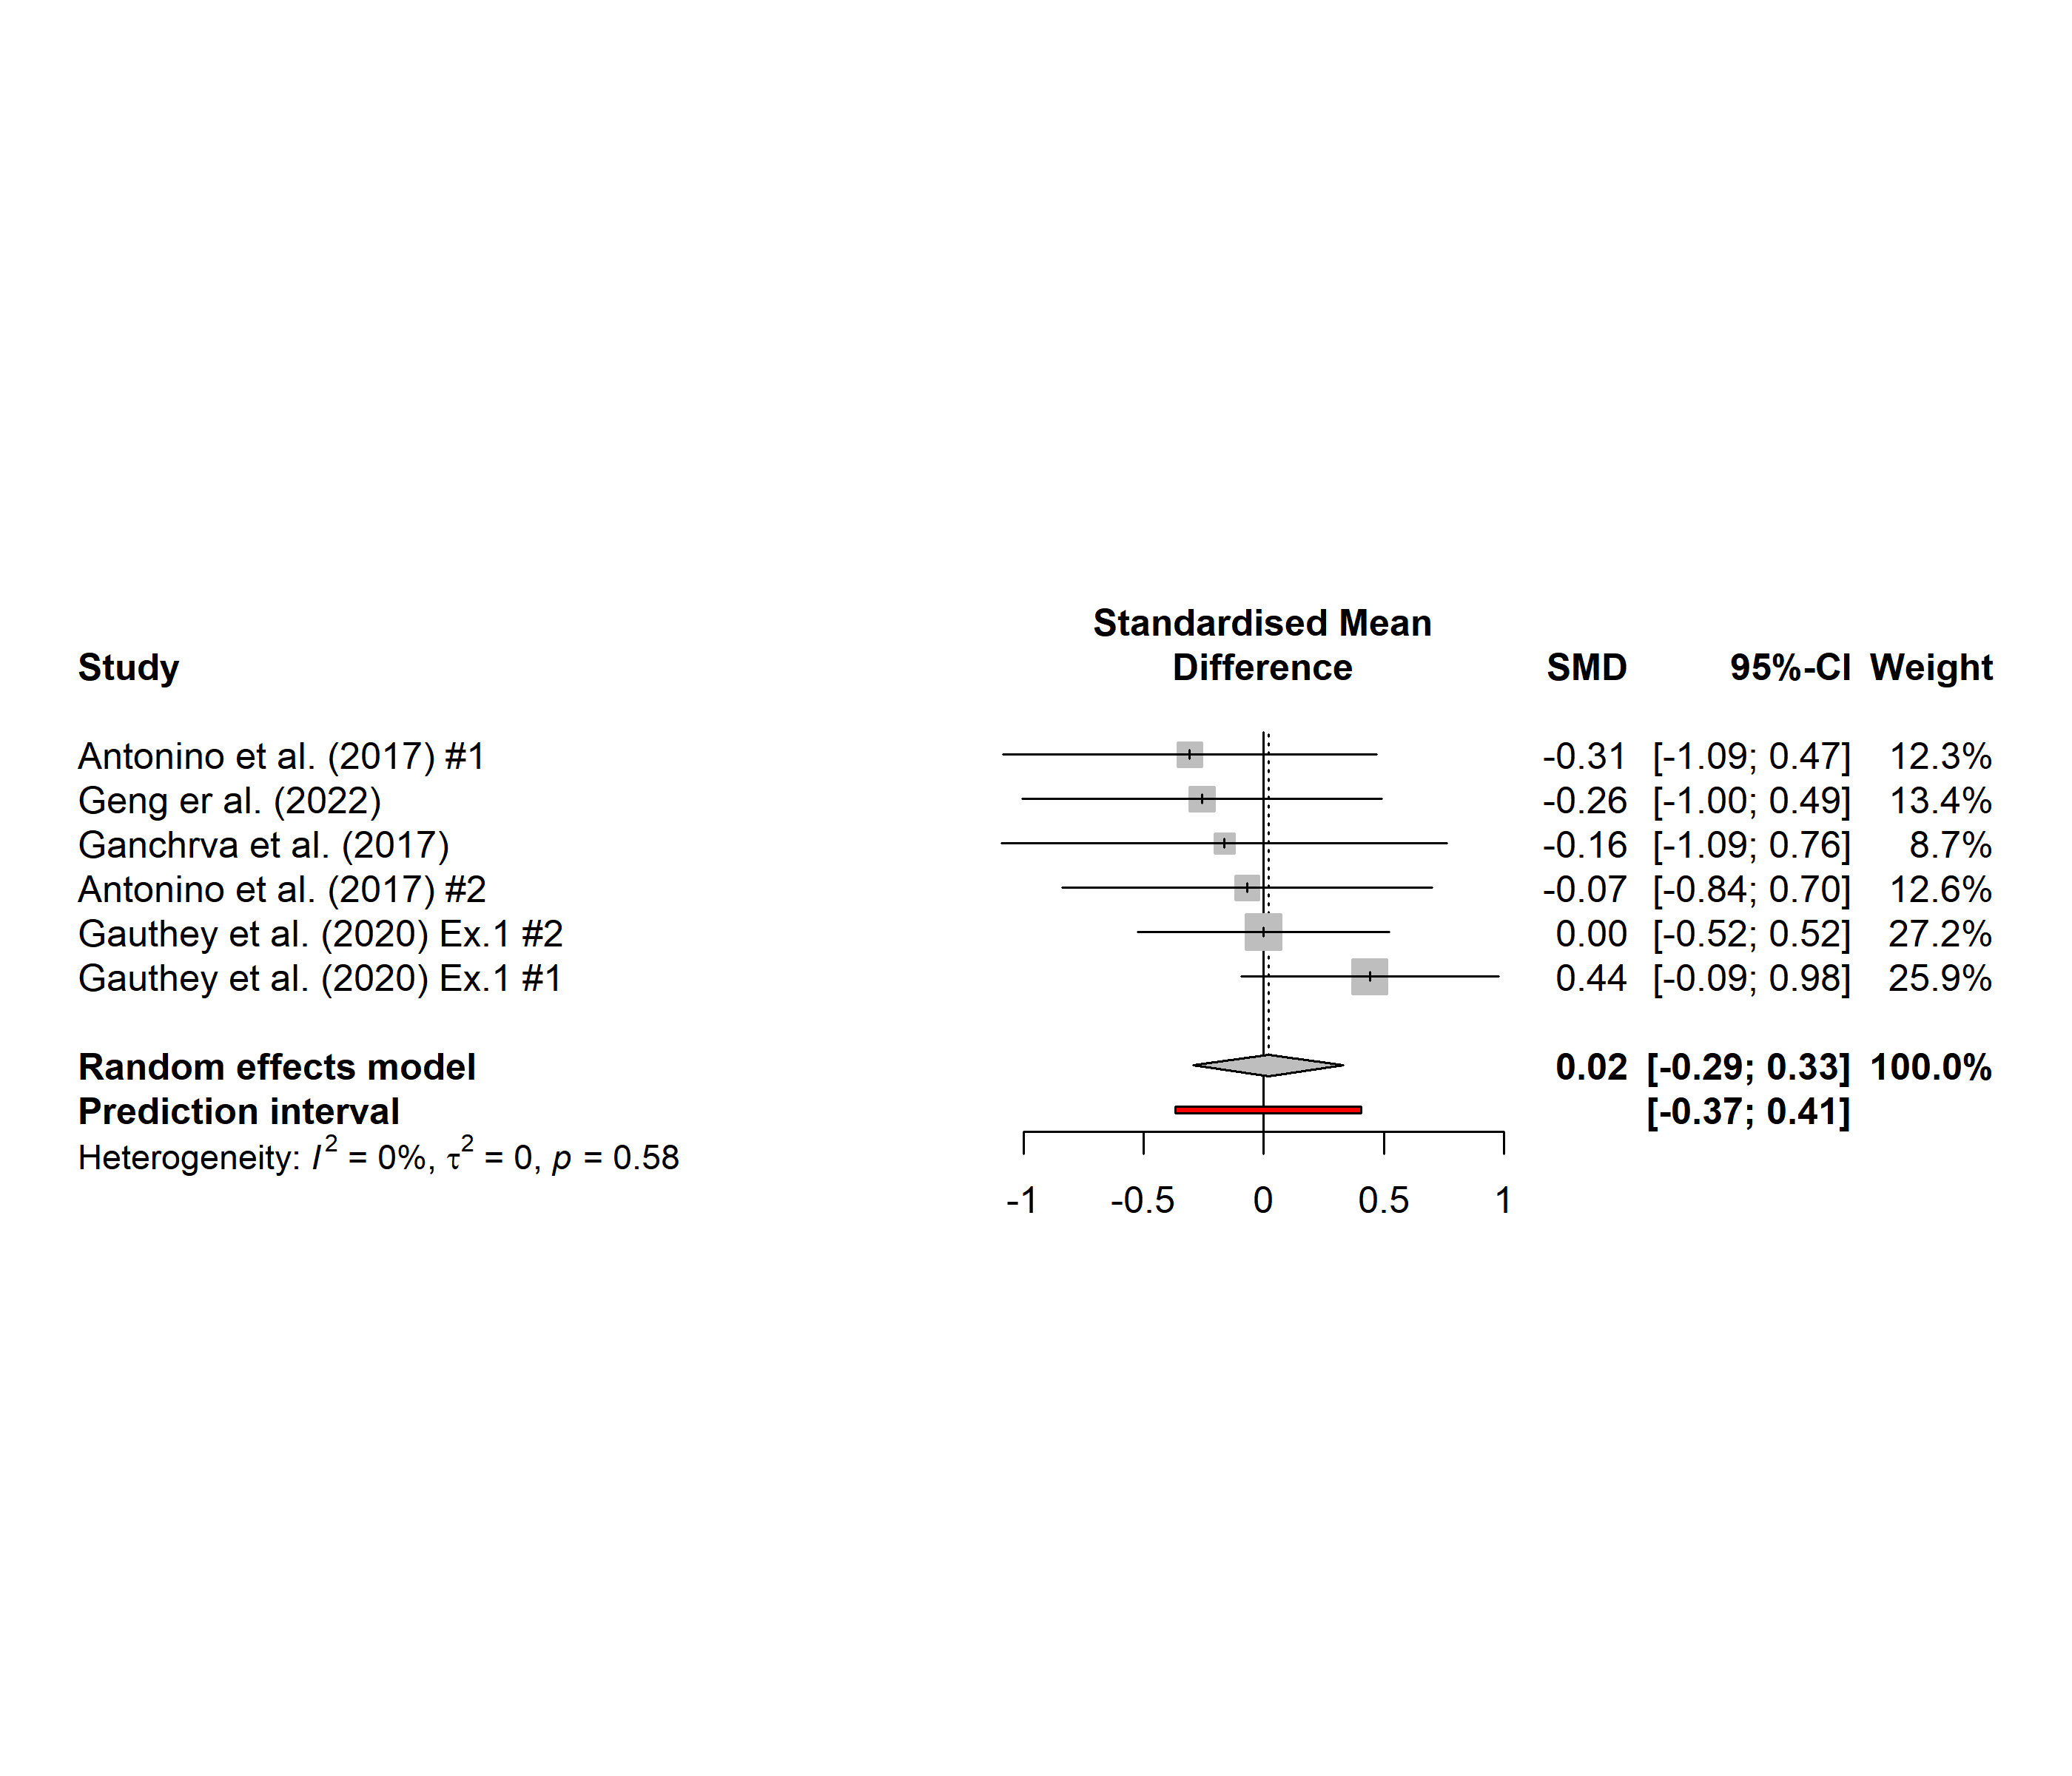 Standardised Mean
Study Difference SMD 95%-CI Weight
Antonino et al. (2017) #1 -0.31 [-1.09; 0.47] 12.3%
Geng er al. (2022) -0.26 [-1.00; 0.49] 13.4%
Ganchrva et al. (2017) -0.16 [-1.09; 0.76] 8.7%
Antonino et al. (2017) #2 -0.07 [-0.84; 0.70] 12.6%
Gauthey et al. (2020) Ex.1 #2 0.00 [-0.52; 0.52] 27.2%
Gauthey et al. (2020) Ex.1 #1 0.44 [-0.09; 0.98] 25.9%
Random effects model 0.02 [-0.29; 0.33] 100.0%
Prediction interval [-0.37; 0.41]
Heterogeneity: I² = 0%, τ² = 0, p = 0.58
-1 -0.5 0 0.5 1